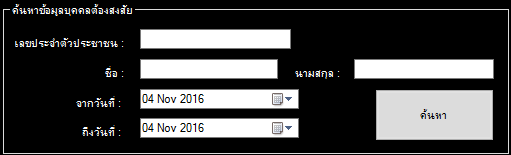 ค้นหาข้อมูลบุคคลต้องสงสัย
เลขประจำตัวประชาชน :
ชื่อ : นามสกุล :
จากวันที่ : 04 Nov 2016
ถึงวันที่ : 04 Nov 2016
ค้นหา